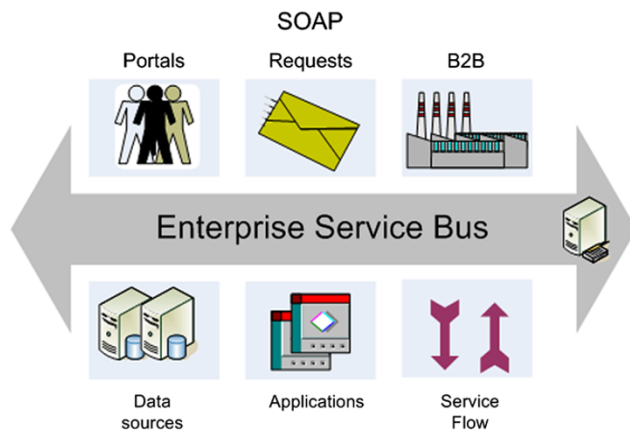 SOAP
Portals
Requests
B2B
Enterprise Service Bus
Data
sources
Applications
Service
Flow